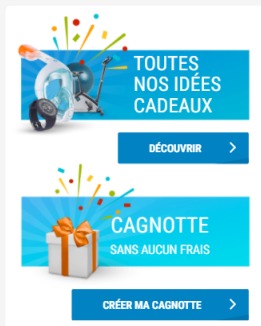 TOUTES
NOS IDÉES
CADEAUX
DÉCOUVRIR
CAGNOTTE
SANS AUCUN FRAIS
CRÉER MA CAGNOTTE